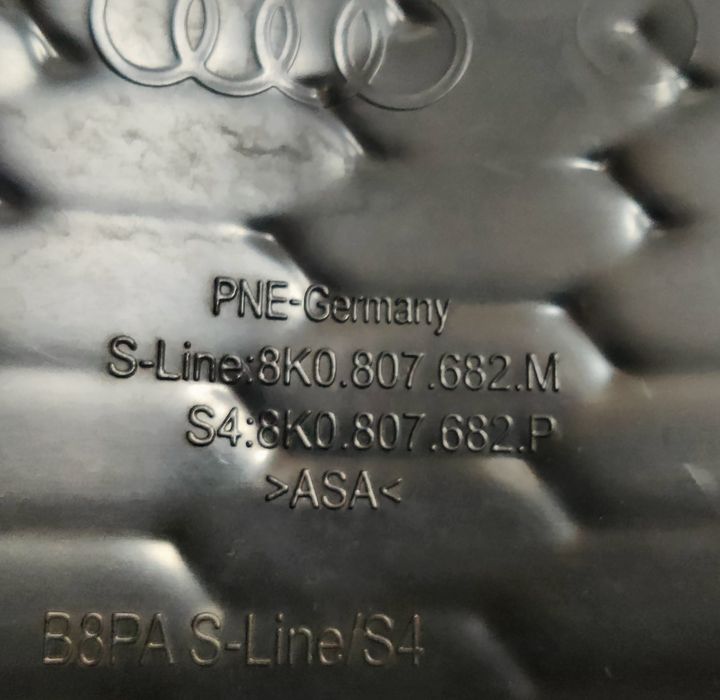 PNE-Germany
S-Line:8K0.807.682.M
S4:8K0.807.682.P
>ASA<
B8PA S-Line/S4